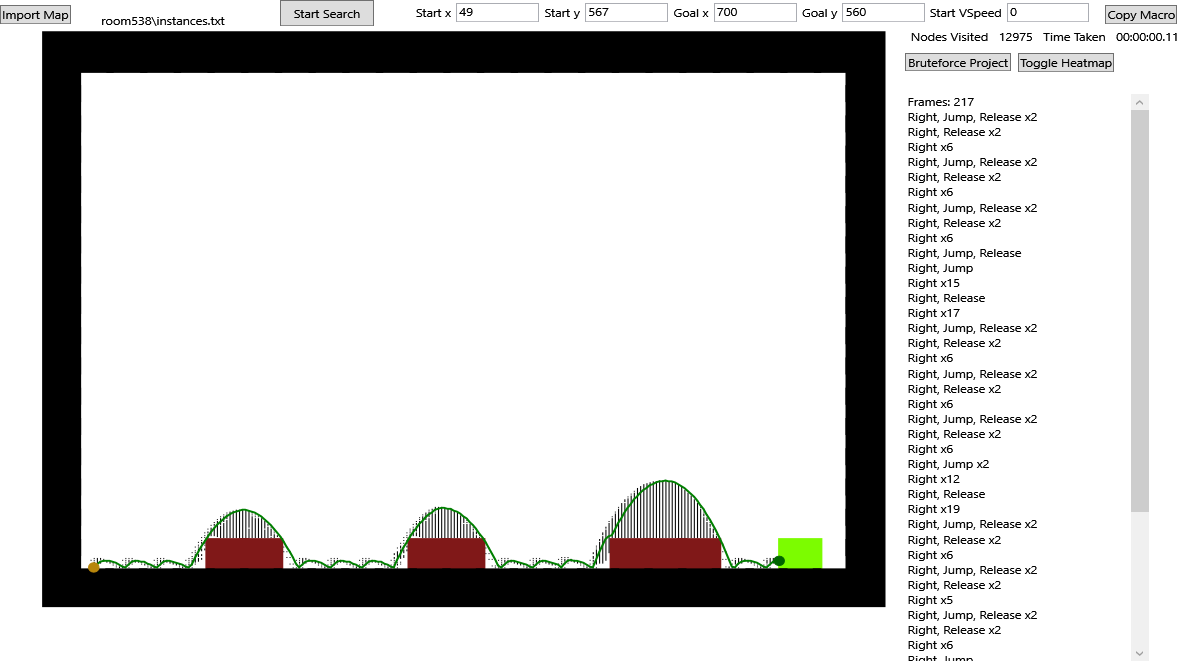 Import Map room538\instances.txt Start Search Start x 49 Start y 567 Goal x 700 Goal y 560 Start VSpeed 0 Copy Macro
Nodes Visited 12975 Time Taken 00:00:00.11
Bruteforce Project Toggle Heatmap
Frames: 217
Right, Jump, Release x2
Right, Release x2
Right x6
Right, Jump, Release x2
Right, Release x2
Right x6
Right, Jump, Release x2
Right, Release x2
Right x6
Right, Jump, Release
Right, Jump
Right x15
Right, Release
Right x17
Right, Jump, Release x2
Right, Release x2
Right x6
Right, Jump, Release x2
Right, Release x2
Right x6
Right, Jump, Release x2
Right, Release x2
Right x6
Right, Jump x2
Right x12
Right, Release
Right x19
Right, Jump, Release x2
Right, Release x2
Right x6
Right, Jump, Release x2
Right, Release x2
Right x5
Right, Jump, Release x2
Right, Release x2
Right x6
Right, Jump